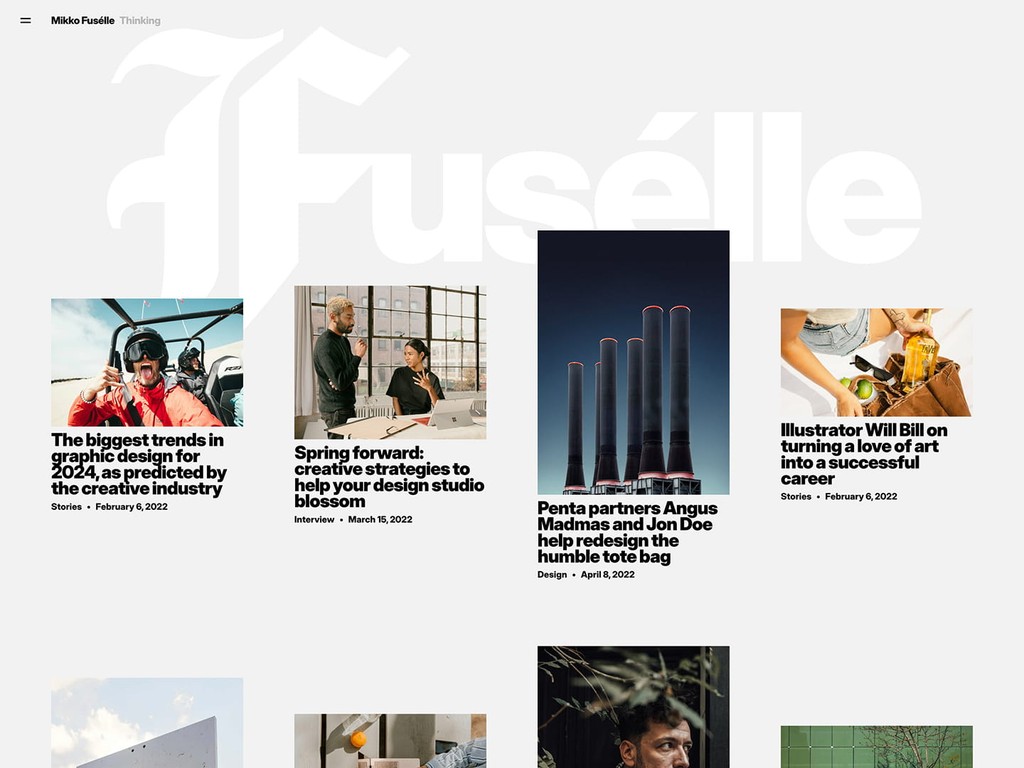 Mikko Fusélle Thinking
Fusélle
The biggest trends in
graphic design for
2024, as predicted by
the creative industry
Stories • February 6, 2022
Spring forward:
creative strategies to
help your design studio
blossom
Interview • March 15, 2022
Penta partners Angus
Madmas and Jon Doe
help redesign the
humble tote bag
Design • April 8, 2022
Illustrator Will Bill on
turning a love of art
into a successful
career
Stories • February 6, 2022